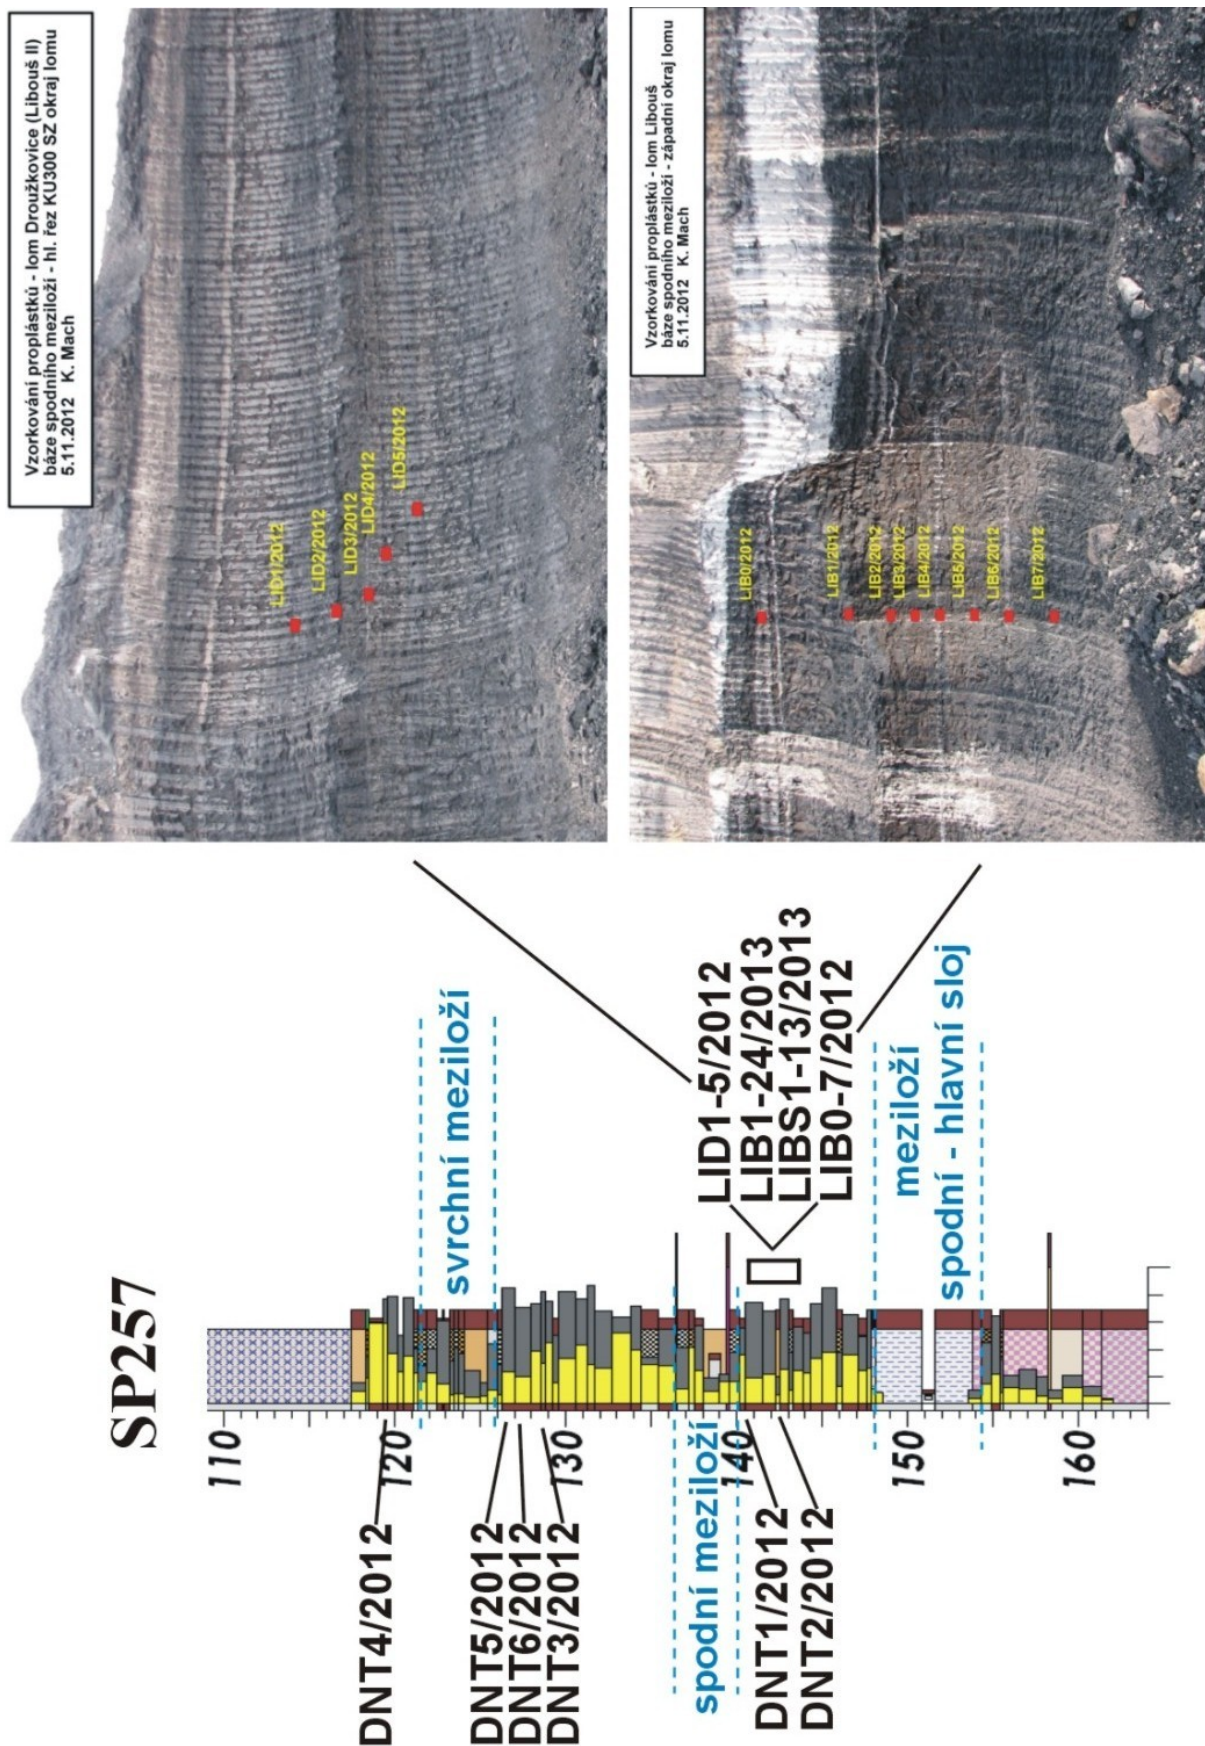 SP257
110
120
130
140
150
160
DNT4/2012
DNT5/2012
DNT6/2012
DNT3/2012
DNT1/2012
DNT2/2012
svrchní meziloží
spodní meziloží
meziloží
spodní - hlavní sloj
LID1-5/2012
LIB1-24/2013
LIBS1-13/2013
LIB0-7/2012
Vzorkování proplástků - lom Droužkovice (Libouš II)
báze spodního meziloží - hl. řez KU300 SZ okraj lomu
5.11.2012 K. Mach
LID1/2012
LID2/2012
LID3/2012
LID4/2012
LID5/2012
Vzorkování proplástků - lom Libouš
báze spodního meziloží - západní okraj lomu
5.11.2012 K. Mach
LIB0/2012
LIB1/2012
LIB2/2012
LIB3/2012
LIB4/2012
LIB5/2012
LIB6/2012
LIB7/2012